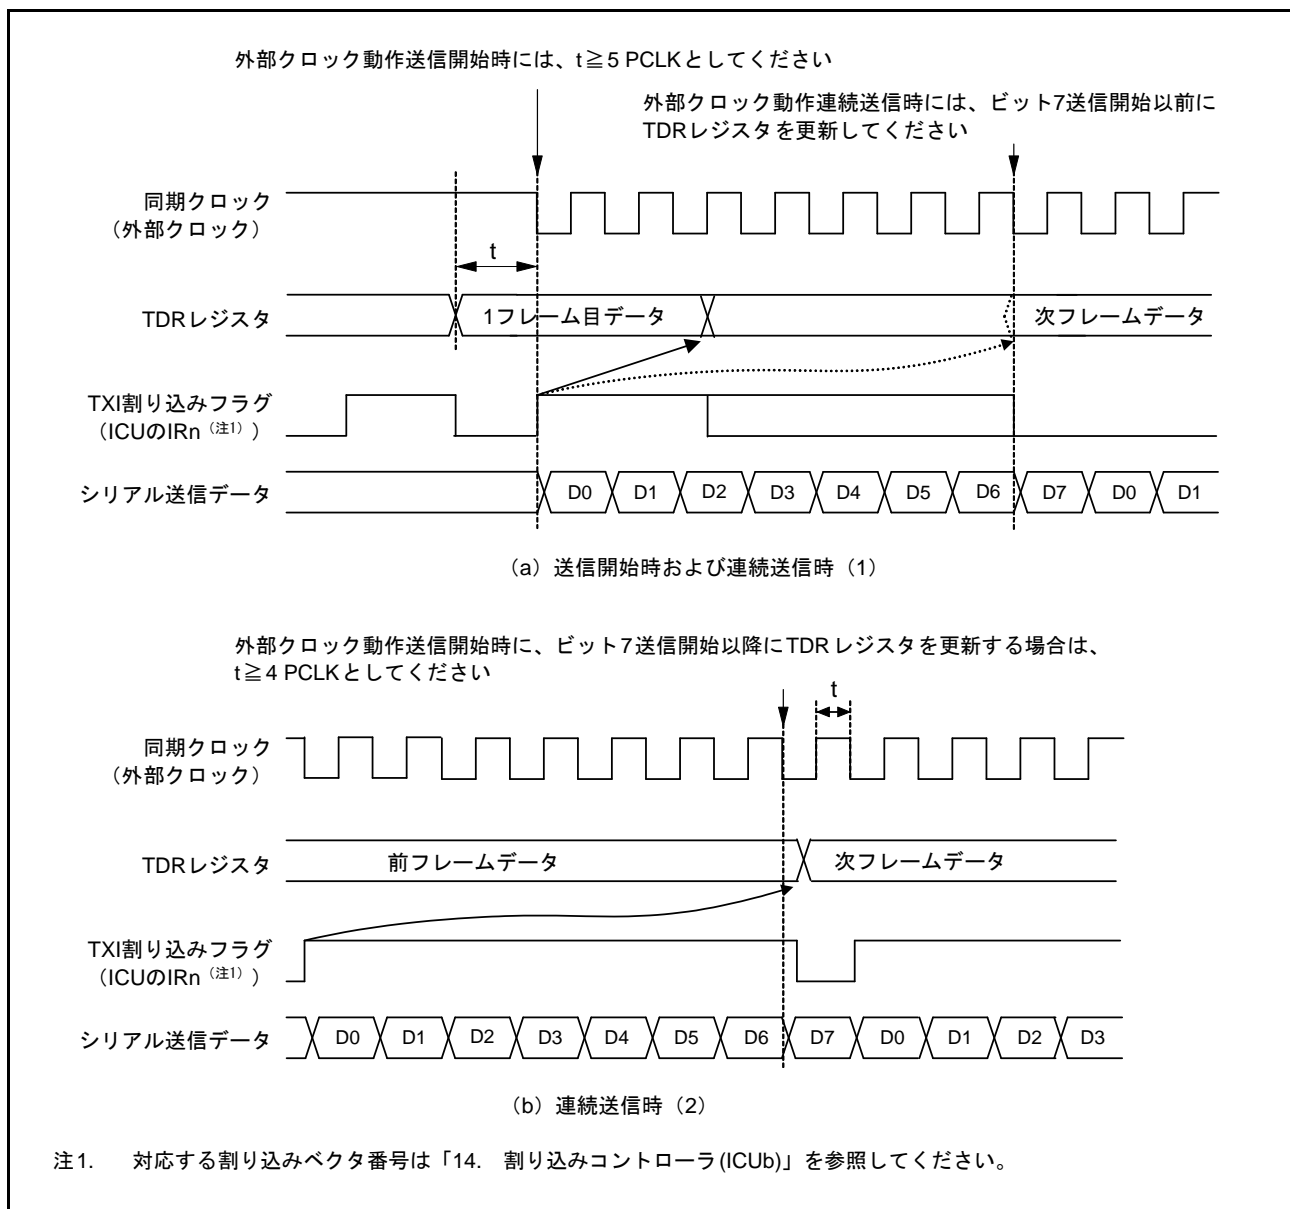 外部クロック動作送信開始時には、t≧5 PCLKとしてください
外部クロック動作連続送信時には、ビット7送信開始以前に
TDRレジスタを更新してください
同期クロック
（外部クロック）
t
TDRレジスタ
1フレーム目データ
次フレームデータ
TXI割り込みフラグ
（ICUのIRn（注1））
シリアル送信データ
D0 D1 D2 D3 D4 D5 D6 D7 D0 D1
（a）送信開始時および連続送信時（1）
外部クロック動作送信開始時に、ビット7送信開始以降にTDRレジスタを更新する場合は、
t≧4 PCLKとしてください
t
同期クロック
（外部クロック）
TDRレジスタ
前フレームデータ
次フレームデータ
TXI割り込みフラグ
（ICUのIRn（注1））
シリアル送信データ
D0 D1 D2 D3 D4 D5 D6 D7 D0 D1 D2 D3
（b）連続送信時（2）
注1. 対応する割り込みベクタ番号は「14. 割り込みコントローラ(ICUb)」を参照してください。